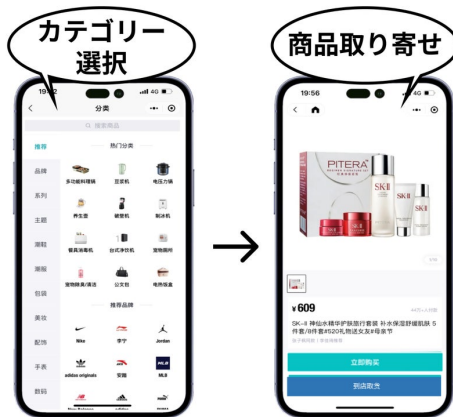 カテゴリー
選択
商品取り寄せ
分类
4G
搜索商品
推荐
热门分类
品牌
多功能料理锅
豆浆机
电压力锅
系列
养生壶
破壁机
制冰机
主题
潮鞋
餐具消毒机
台式净饮机
宠物厕所
潮服
宠物除臭/清洁
公文包
电热饭盒
包装
推荐品牌
美妆
Nike
李宁
Jordan
配饰
手表
adidas originals
安踏
MLB
数码
19:56
4G
PITERA™
SK-II
¥609
SK-II 神仙水精华护肤旅行套装 补水保湿舒缓肌肤 5
件套/8件套#520礼物送女友#母亲节
立即购买
到店取货